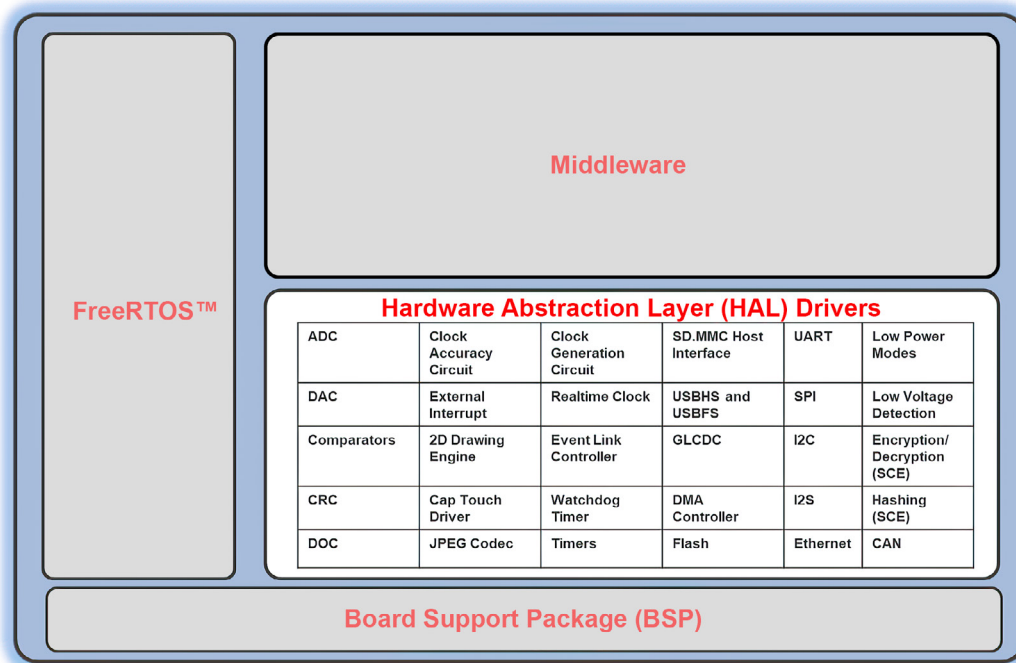 Middleware
FreeRTOS™
Hardware Abstraction Layer (HAL) Drivers
ADC
Clock
Accuracy
Circuit
Clock
Generation
Circuit
SD.MMC Host
Interface
UART
Low Power
Modes
DAC
External
Interrupt
Realtime Clock
USBHS and
USBFS
SPI
Low Voltage
Detection
Comparators
2D Drawing
Engine
Event Link
Controller
GLCDC
I2C
Encryption/
Decryption
(SCE)
CRC
Cap Touch
Driver
Watchdog
Timer
DMA
Controller
I2S
Hashing
(SCE)
DOC
JPEG Codec
Timers
Flash
Ethernet
CAN
Board Support Package (BSP)